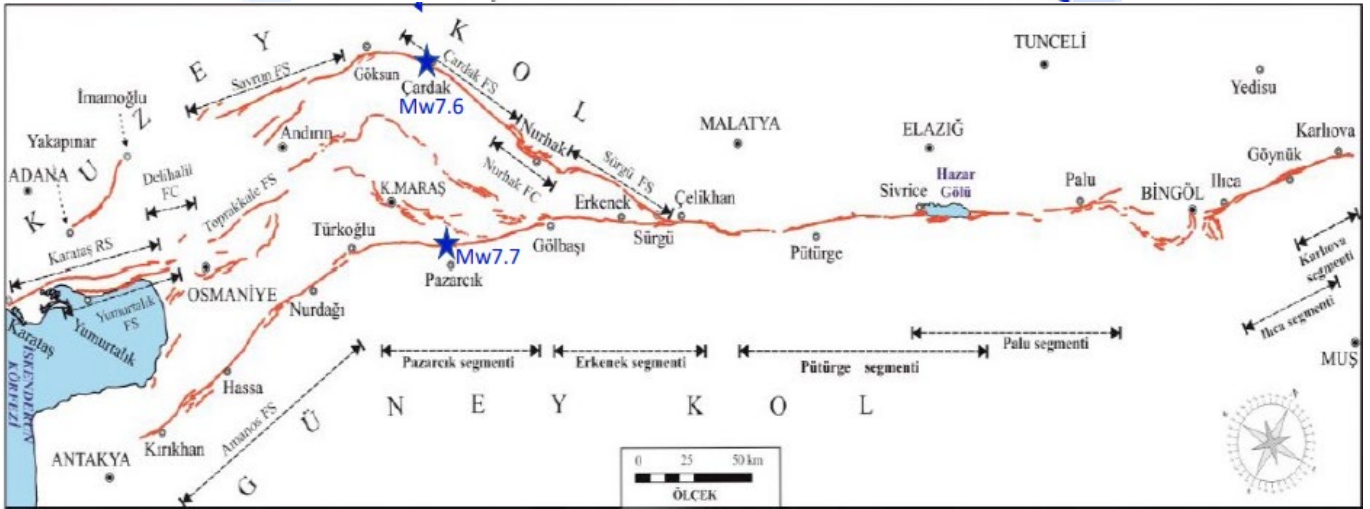 KUZEY KOL
TUNCELİ
Yedisu
Savrun FS
Göksun
Çardak
Mw7.6
Çardak FS
İmamoğlu
Yakapınar
ADANA
Andırın
Nurhak
Nurhak FC
Sürgü FS
MALATYA
ELAZIĞ
Karlıova
Göynük
Delihalil
FC
Toprakkale FS
K.MARAŞ
Erkenek
Çelikhan
Sivrice
Hazar
Gölü
Palu
BİNGÖL
Ilıca
Karataş RS
Türkoğlu
Gölbaşı
Sürgü
Pütürge
Mw7.7
Pazarcık
OSMANİYE
Yumurtalık
FS
Nurdağı
Karataş
Yumurtalık
Karlıova
segmenti
Ilıca segmenti
MUŞ
İSKENDERUN
KÖRFEZİ
Pazarcık segmenti
Erkenek segmenti
Pütürge segmenti
Palu segmenti
Hassa
Amanos FS
GÜNEY KOL
Kırıkhan
ANTAKYA
0 25 50 km
ÖLÇEK